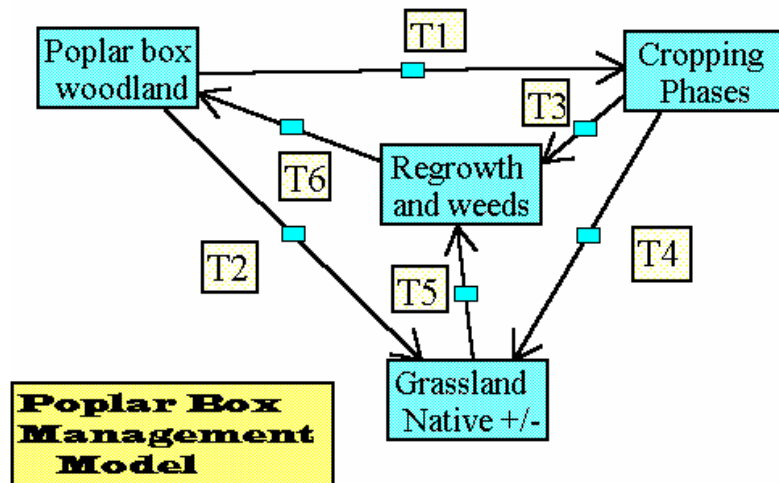 T1
Poplar box
woodland
Cropping
Phases
T3
Regrowth
and weeds
T6
T2
T5
T4
Grassland
Native +/-
Poplar Box
Management
Model